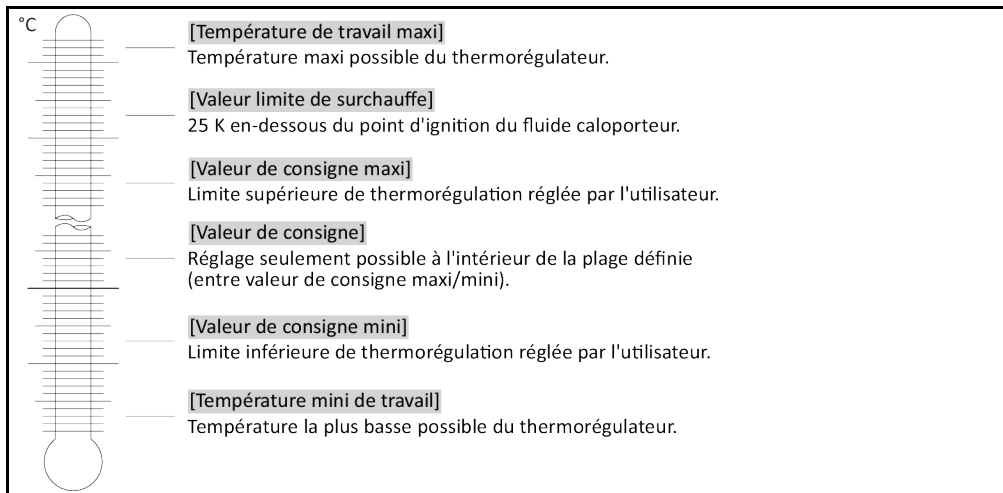 °C
[Température de travail maxi]
Température maxi possible du thermorégulateur.
[Valeur limite de surchauffe]
25 K en-dessous du point d'ignition du fluide caloporteur.
[Valeur de consigne maxi]
Limite supérieure de thermorégulation réglée par l'utilisateur.
[Valeur de consigne]
Réglage seulement possible à l'intérieur de la plage définie
(entre valeur de consigne maxi/mini).
[Valeur de consigne mini]
Limite inférieure de thermorégulation réglée par l'utilisateur.
[Température mini de travail]
Température la plus basse possible du thermorégulateur.